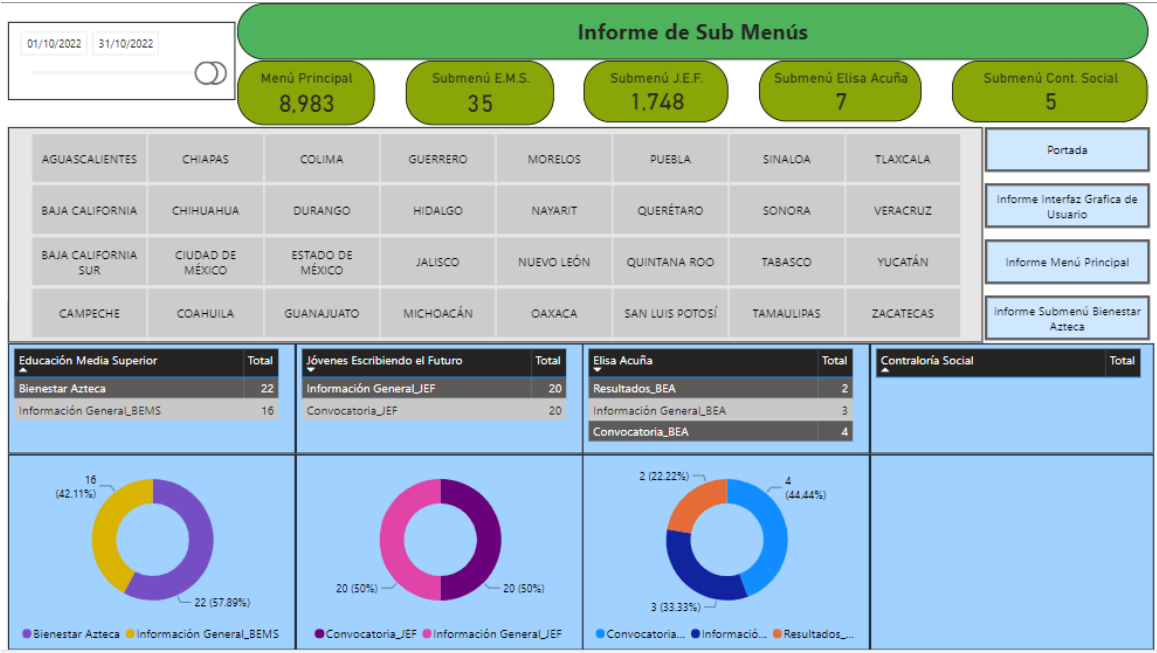 Informe de Sub Menús
01/10/2022 31/10/2022
Menú Principal
8,983
Submenú E.M.S.
35
Submenú J.E.F.
1,748
Submenú Elisa Acuña
7
Submenú Cont. Social
5
AGUASCALIENTES CHIAPAS COLIMA GUERRERO MORELOS PUEBLA SINALOA TLAXCALA
BAJA CALIFORNIA CHIHUAHUA DURANGO HIDALGO NAYARIT QUERÉTARO SONORA VERACRUZ
BAJA CALIFORNIA
SUR
CIUDAD DE
MÉXICO
ESTADO DE
MÉXICO
JALISCO NUEVO LEÓN QUINTANA ROO TABASCO YUCATÁN
CAMPECHE COAHUILA GUANAJUATO MICHOACÁN OAXACA SAN LUIS POTOSÍ TAMAULIPAS ZACATECAS
Portada
Informe Interfaz Grafica de
Usuario
Informe Menú Principal
Informe Submenú Bienestar
Azteca
Educación Media Superior Total
Bienestar Azteca 22
Información General_BEMS 16
Jóvenes Escribiendo el Futuro Total
Información General_JEF 20
Convocatoria_JEF 20
Elisa Acuña Total
Resultados_BEA 2
Información General_BEA 3
Convocatoria_BEA 4
Contraloría Social Total
16
(42.11%)
22 (57.89%)
Bienestar Azteca Información General_BEMS
20 (50%) 20 (50%)
Convocatoria_JEF Información General_JEF
2 (22.22%)
4
(44.44%)
3 (33.33%)
Convocatoria... Informació... Resultados_...